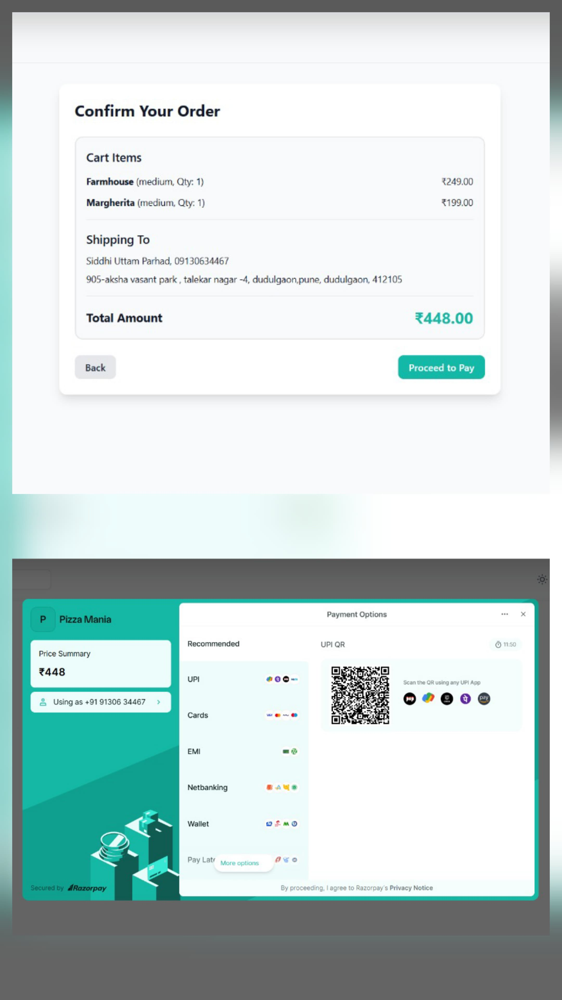 Confirm Your Order
Cart Items
Farmhouse (medium, Qty: 1) ₹249.00
Margherita (medium, Qty: 1) ₹199.00
Shipping To
Siddhi Uttam Parhad, 09130634467
905-aksha vasant park , talekar nagar -4, dudulgaon,pune, dudulgaon, 412105
Total Amount ₹448.00
Back Proceed to Pay
P Pizza Mania
Payment Options
Price Summary
₹448
Using as +91 91306 34467
Recommended
UPI
Cards
EMI
Netbanking
Wallet
Pay Late
More options
UPI QR 11:50
Scan the QR using any UPI App
pop पे pay
Secured by Razorpay
By proceeding, I agree to Razorpay's Privacy Notice